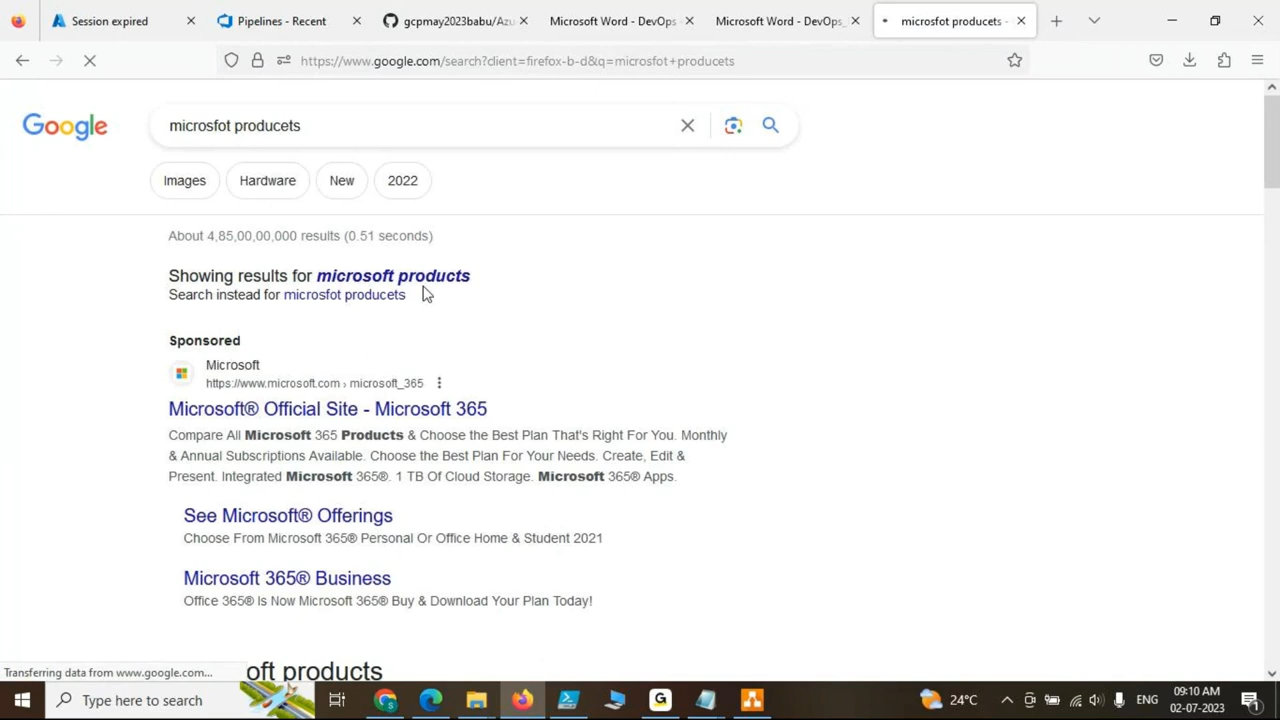 Session expired
Pipelines - Recent
gcpmay2023babu/Azu
Microsoft Word - DevOps
Microsoft Word - DevOps_
microsfot producets -
https://www.google.com/search?client=firefox-b-d&q=microsfot+producets
Google
microsfot producets
Images
Hardware
New
2022
About 4,85,00,00,000 results (0.51 seconds)
Showing results for microsoft products
Search instead for microsfot producets
Sponsored
Microsoft
https://www.microsoft.com › microsoft_365
Microsoft® Official Site - Microsoft 365
Compare All Microsoft 365 Products & Choose the Best Plan That's Right For You. Monthly
& Annual Subscriptions Available. Choose the Best Plan For Your Needs. Create, Edit &
Present. Integrated Microsoft 365®. 1 TB Of Cloud Storage. Microsoft 365® Apps.
See Microsoft® Offerings
Choose From Microsoft 365® Personal Or Office Home & Student 2021
Microsoft 365® Business
Office 365® Is Now Microsoft 365® Buy & Download Your Plan Today!
oft products
Transferring data from www.google.com...
Type here to search
24°C
ENG
09:10 AM
02-07-2023